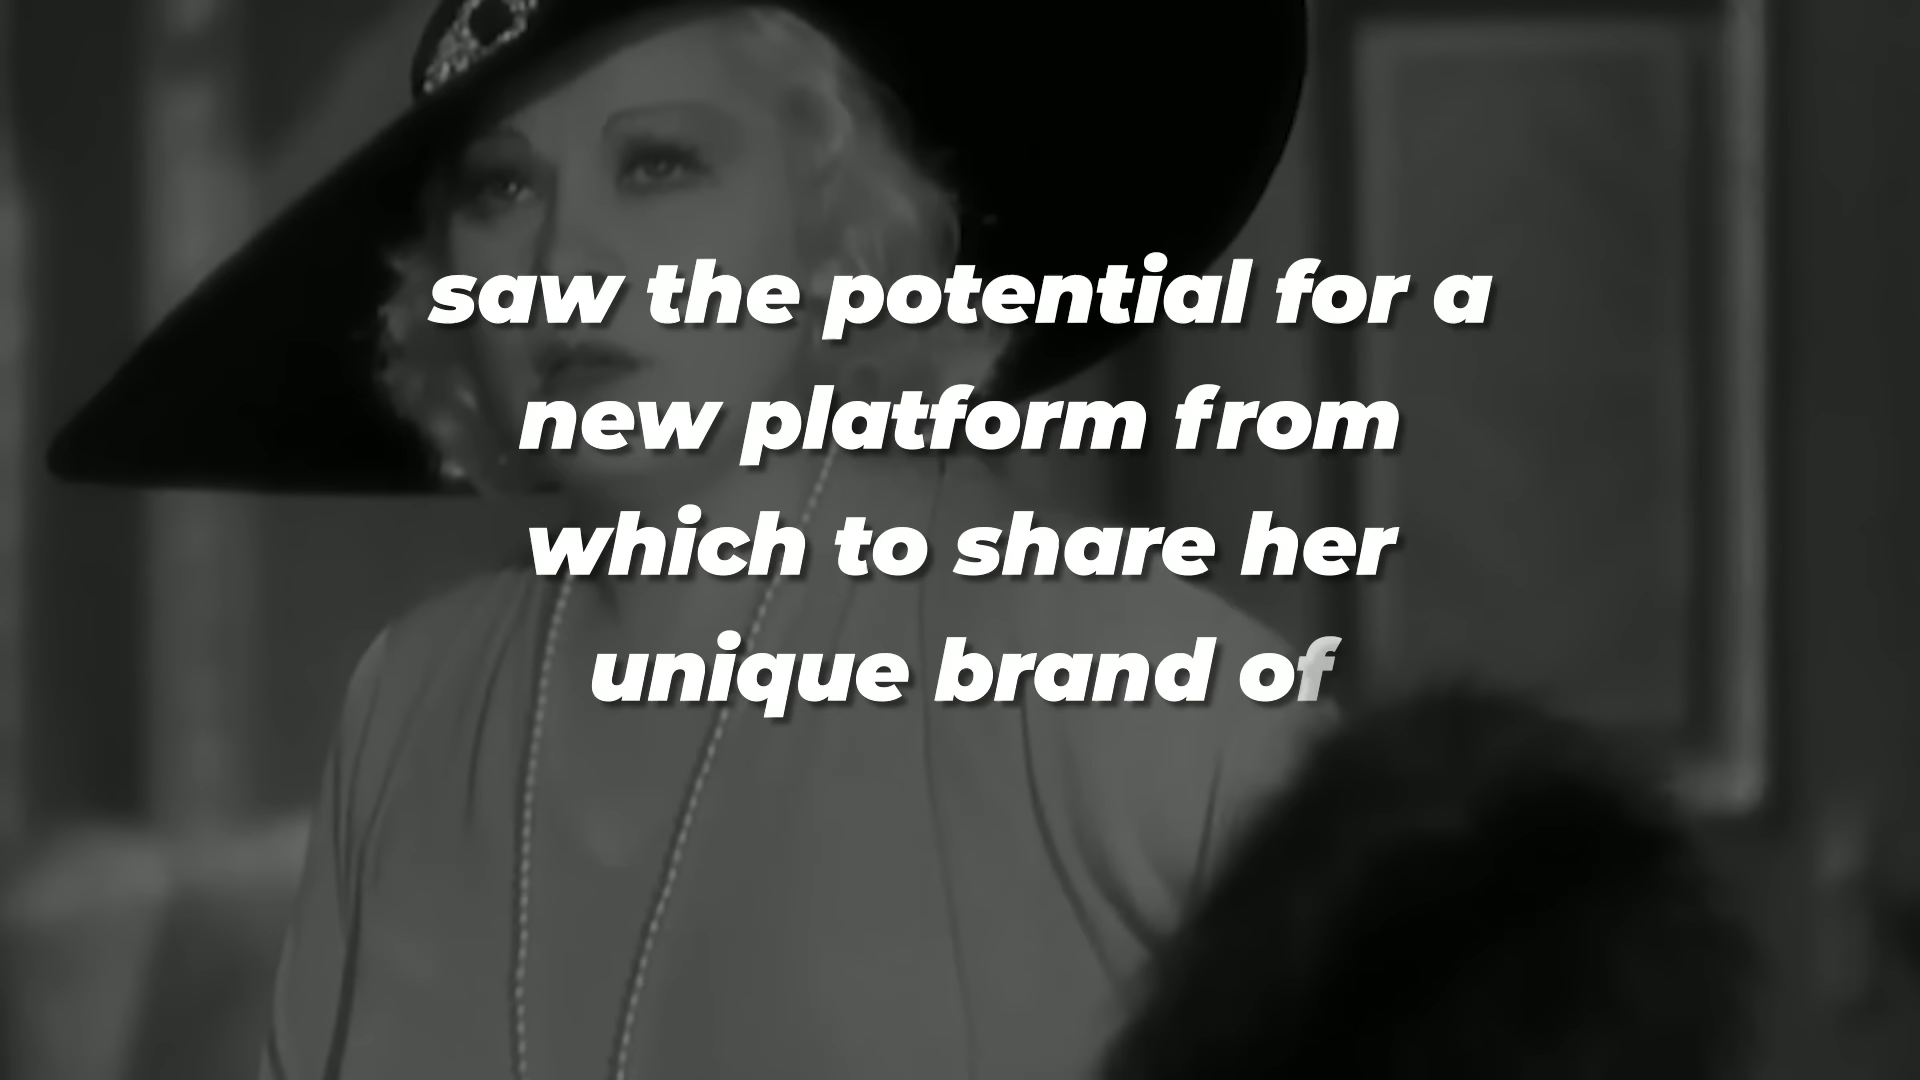 saw the potential for a
new platform from
which to share her
unique brand of